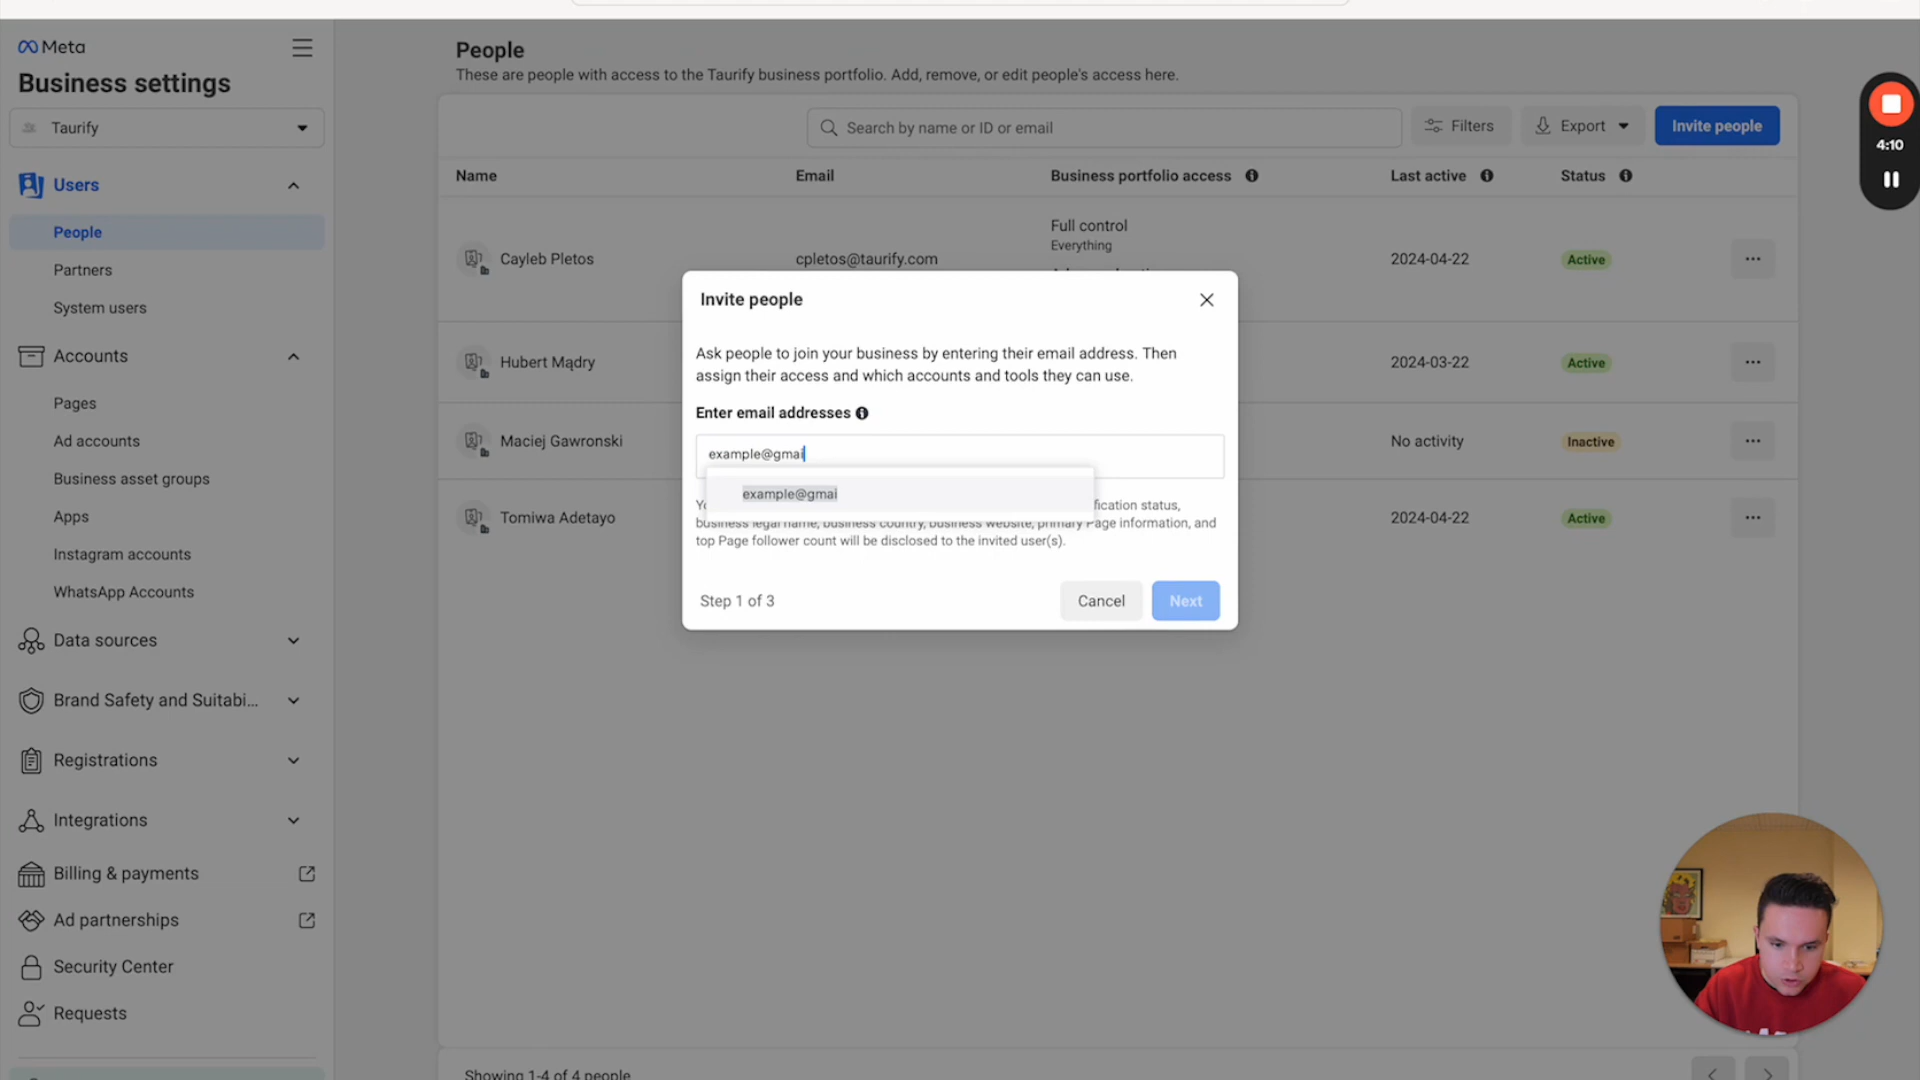 Meta
Business settings
Taurify
Users
People
Partners
System users
Accounts
Pages
Ad accounts
Business asset groups
Apps
Instagram accounts
WhatsApp Accounts
Data sources
Brand Safety and Suitabi...
Registrations
Integrations
Billing & payments
Ad partnerships
Security Center
Requests
People
These are people with access to the Taurify business portfolio. Add, remove, or edit people's access here.
Search by name or ID or email
Filters
Export
Invite people
Name Email Business portfolio access Last active Status
Cayleb Pletos cpletos@taurify.com Full control 2024-04-22 Active
Everything
Hubert Mądry 2024-03-22 Active
Maciej Gawronski No activity Inactive
Tomiwa Adetayo 2024-04-22 Active
Invite people
Ask people to join your business by entering their email address. Then
assign their access and which accounts and tools they can use.
Enter email addresses
example@gmai
example@gmai
fication status,
business legal name, business country, business website, primary Page information, and
top Page follower count will be disclosed to the invited user(s).
Step 1 of 3
Cancel
Next
Showing 1-4 of 4 people
4:10